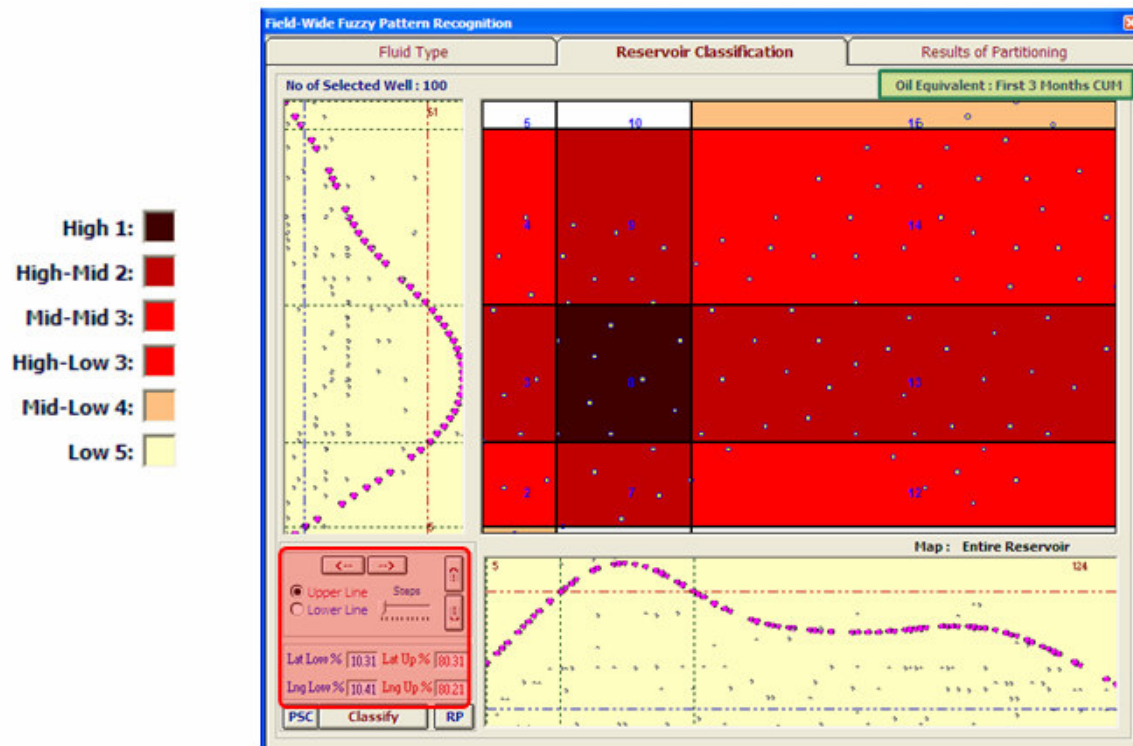 High 1:
High-Mid 2:
Mid-Mid 3:
High-Low 3:
Mid-Low 4:
Low 5:
Field-Wide Fuzzy Pattern Recognition
Fluid Type
Reservoir Classification
Results of Partitioning
No of Selected Well : 100
Oil Equivalent : First 3 Months CUM
51
5 10 15
4 9 14
3 8 13
2 7 12
5
Map : Entire Reservoir
<-- -->
Upper Line Steps
Lower Line
Lat Low % 10.31 Lat Up % 80.31
Lng Low % 10.41 Lng Up % 80.21
PSC Classify RP
5 124